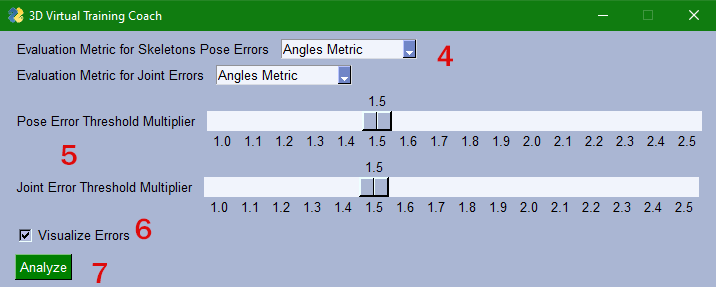 3D Virtual Training Coach
Evaluation Metric for Skeletons Pose Errors Angles Metric
4
Evaluation Metric for Joint Errors Angles Metric
1.5
Pose Error Threshold Multiplier
1.0 1.1 1.2 1.3 1.4 1.5 1.6 1.7 1.8 1.9 2.0 2.1 2.2 2.3 2.4 2.5
5
1.5
Joint Error Threshold Multiplier
1.0 1.1 1.2 1.3 1.4 1.5 1.6 1.7 1.8 1.9 2.0 2.1 2.2 2.3 2.4 2.5
Visualize Errors 6
Analyze 7